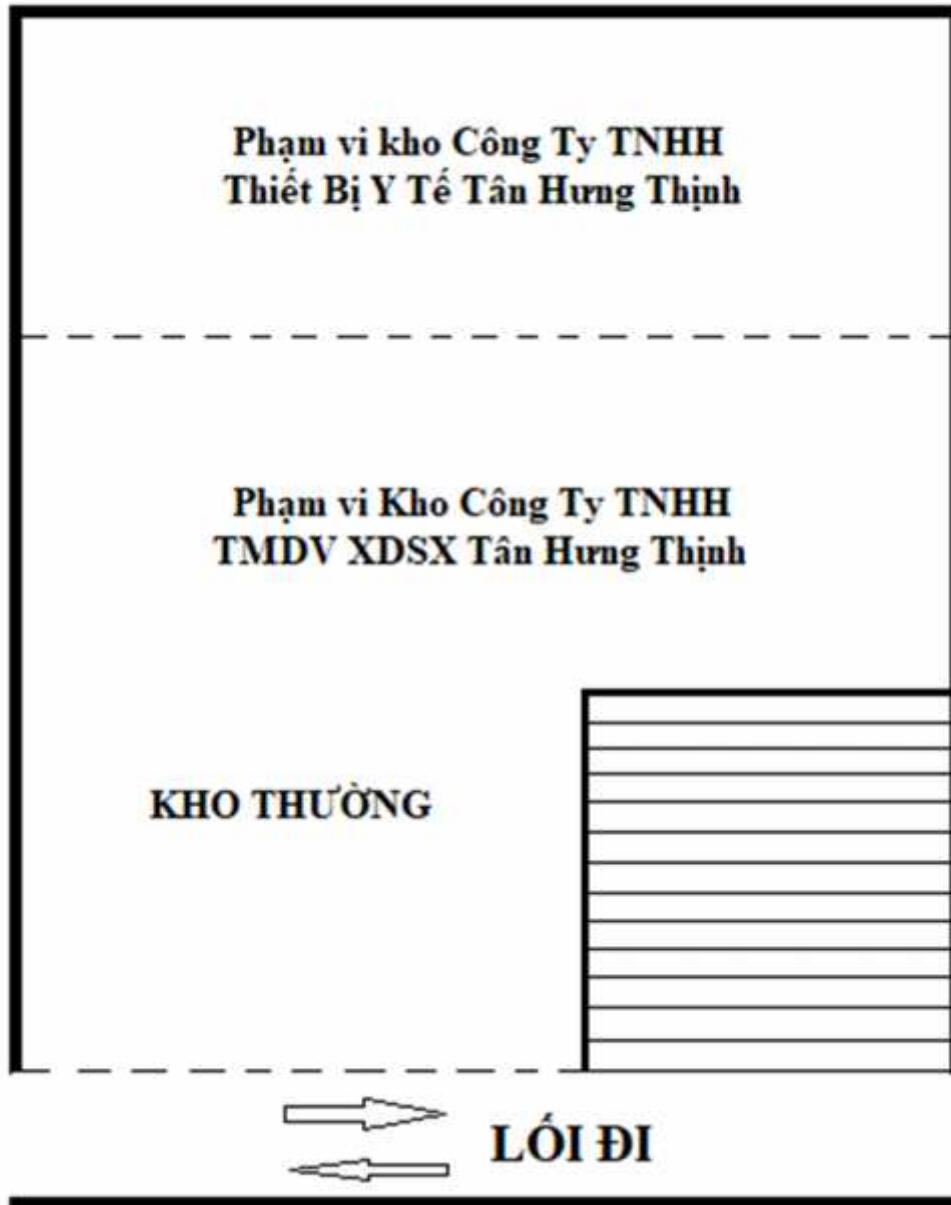 Phạm vi kho Công Ty TNHH
Thiết Bị Y Tế Tân Hưng Thịnh
Phạm vi Kho Công Ty TNHH
TMDV XDSX Tân Hưng Thịnh
KHO THƯỜNG
LỐI ĐI